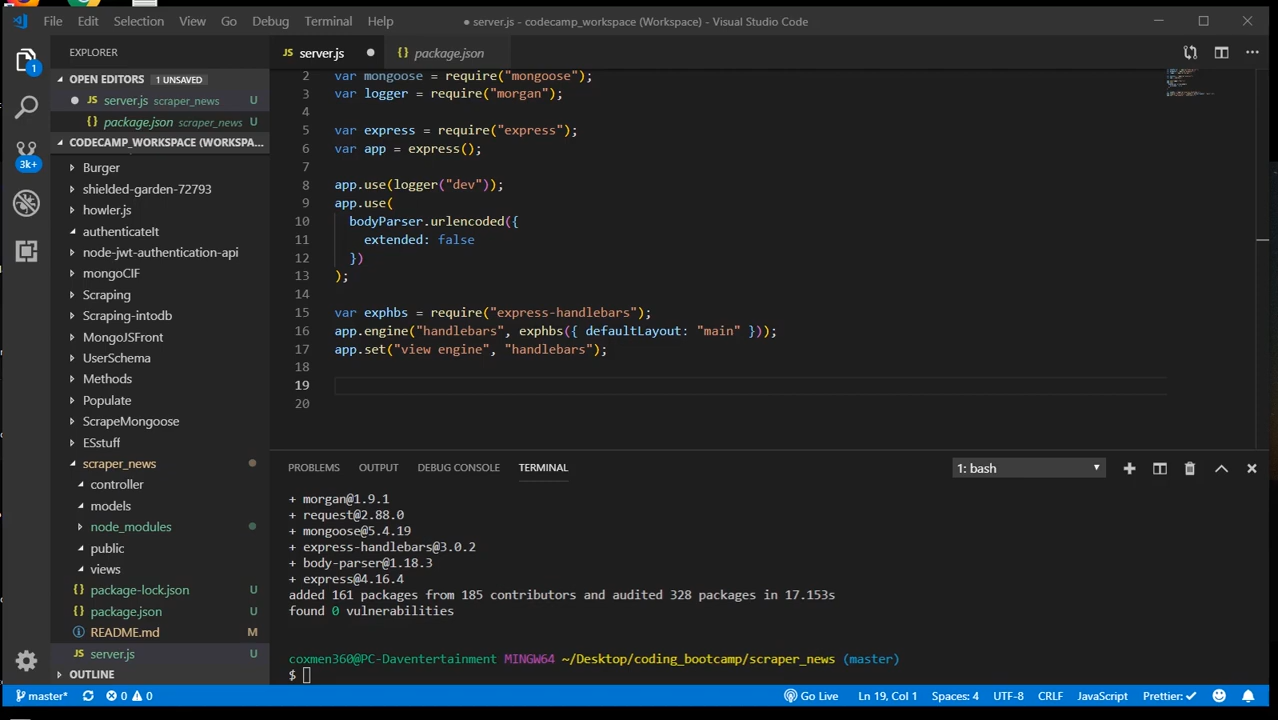 File Edit Selection View Go Debug Terminal Help
● server.js - codecamp_workspace (Workspace) - Visual Studio Code
EXPLORER
OPEN EDITORS 1 UNSAVED
JS server.js scraper_news U
{} package.json scraper_news U
CODECAMP_WORKSPACE (WORKSPA...
Burger
shielded-garden-72793
howler.js
authenticateIt
node-jwt-authentication-api
mongoCIF
Scraping
Scraping-intodb
MongoJSFront
UserSchema
Methods
Populate
ScrapeMongoose
ESstuff
scraper_news
controller
models
node_modules
public
views
{} package-lock.json U
{} package.json U
README.md M
JS server.js U
OUTLINE
1
3k+
JS server.js ●
{} package.json
2 var mongoose = require("mongoose");
3 var logger = require("morgan");
4
5 var express = require("express");
6 var app = express();
7
8 app.use(logger("dev"));
9 app.use(
10 bodyParser.urlencoded({
11 extended: false
12 })
13 );
14
15 var exphbs = require("express-handlebars");
16 app.engine("handlebars", exphbs({ defaultLayout: "main" }));
17 app.set("view engine", "handlebars");
18
19
20
PROBLEMS OUTPUT DEBUG CONSOLE TERMINAL
1: bash
+ morgan@1.9.1
+ request@2.88.0
+ mongoose@5.4.19
+ express-handlebars@3.0.2
+ body-parser@1.18.3
+ express@4.16.4
added 161 packages from 185 contributors and audited 328 packages in 17.153s
found 0 vulnerabilities
coxmen360@PC-Daventertainment MINGW64 ~/Desktop/coding_bootcamp/scraper_news (master)
$
master* 0 0 Go Live Ln 19, Col 1 Spaces: 4 UTF-8 CRLF JavaScript Prettier: ✓